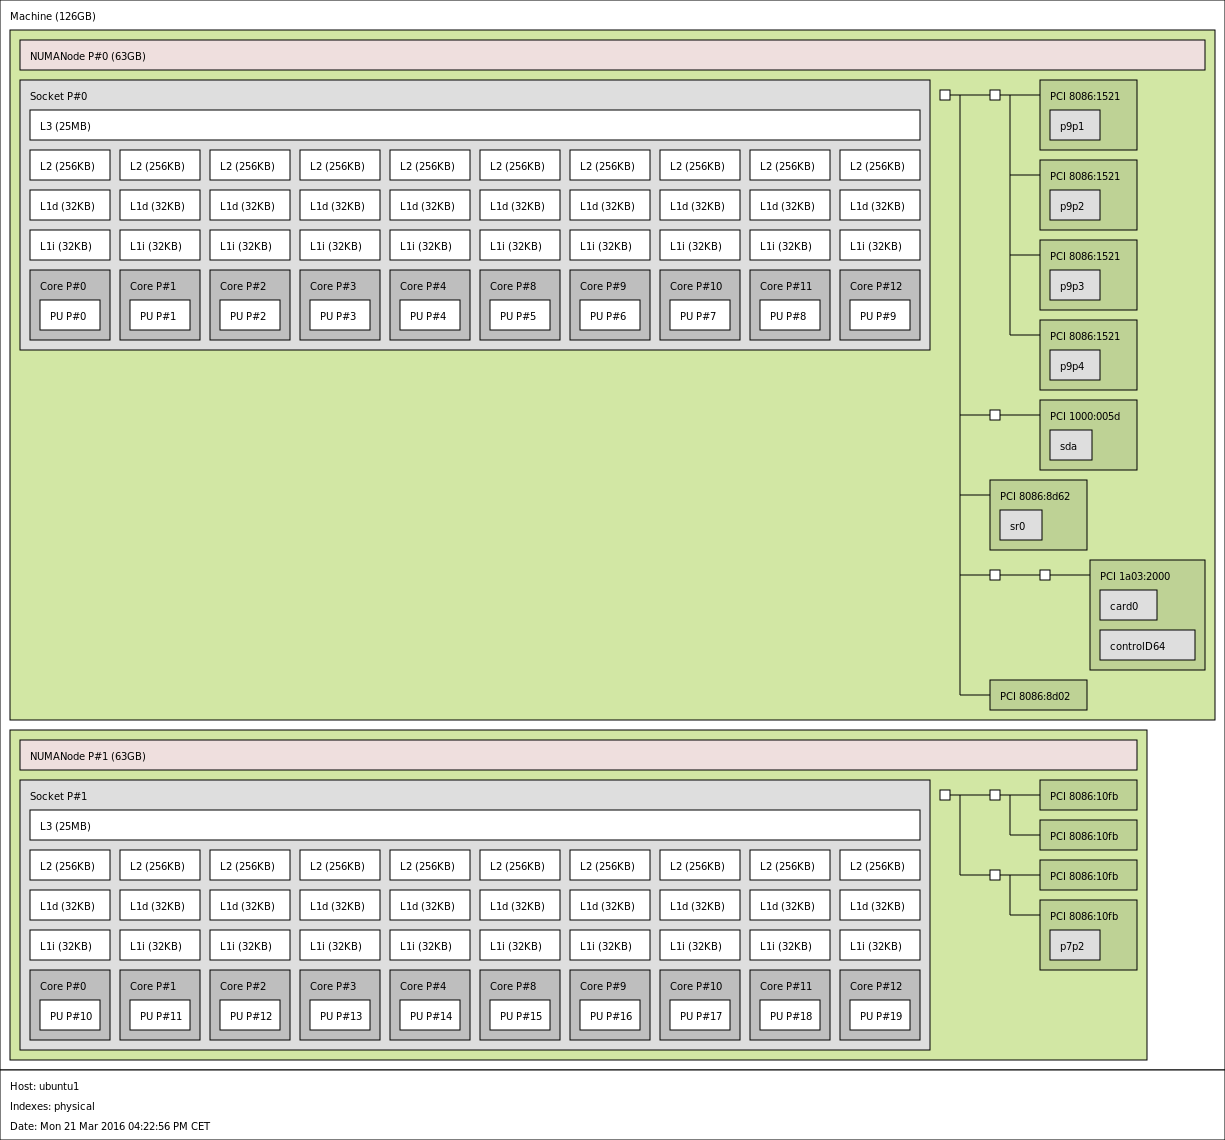 Machine (126GB)
NUMANode P#0 (63GB)
Socket P#0
L3 (25MB)
L2 (256KB) L2 (256KB) L2 (256KB) L2 (256KB) L2 (256KB) L2 (256KB) L2 (256KB) L2 (256KB) L2 (256KB) L2 (256KB)
L1d (32KB) L1d (32KB) L1d (32KB) L1d (32KB) L1d (32KB) L1d (32KB) L1d (32KB) L1d (32KB) L1d (32KB) L1d (32KB)
L1i (32KB) L1i (32KB) L1i (32KB) L1i (32KB) L1i (32KB) L1i (32KB) L1i (32KB) L1i (32KB) L1i (32KB) L1i (32KB)
Core P#0 Core P#1 Core P#2 Core P#3 Core P#4 Core P#8 Core P#9 Core P#10 Core P#11 Core P#12
PU P#0 PU P#1 PU P#2 PU P#3 PU P#4 PU P#5 PU P#6 PU P#7 PU P#8 PU P#9
PCI 8086:1521
p9p1
PCI 8086:1521
p9p2
PCI 8086:1521
p9p3
PCI 8086:1521
p9p4
PCI 1000:005d
sda
PCI 8086:8d62
sr0
PCI 1a03:2000
card0
controlD64
PCI 8086:8d02
NUMANode P#1 (63GB)
Socket P#1
L3 (25MB)
L2 (256KB) L2 (256KB) L2 (256KB) L2 (256KB) L2 (256KB) L2 (256KB) L2 (256KB) L2 (256KB) L2 (256KB) L2 (256KB)
L1d (32KB) L1d (32KB) L1d (32KB) L1d (32KB) L1d (32KB) L1d (32KB) L1d (32KB) L1d (32KB) L1d (32KB) L1d (32KB)
L1i (32KB) L1i (32KB) L1i (32KB) L1i (32KB) L1i (32KB) L1i (32KB) L1i (32KB) L1i (32KB) L1i (32KB) L1i (32KB)
Core P#0 Core P#1 Core P#2 Core P#3 Core P#4 Core P#8 Core P#9 Core P#10 Core P#11 Core P#12
PU P#10 PU P#11 PU P#12 PU P#13 PU P#14 PU P#15 PU P#16 PU P#17 PU P#18 PU P#19
PCI 8086:10fb
PCI 8086:10fb
PCI 8086:10fb
PCI 8086:10fb
p7p2
Host: ubuntu1
Indexes: physical
Date: Mon 21 Mar 2016 04:22:56 PM CET